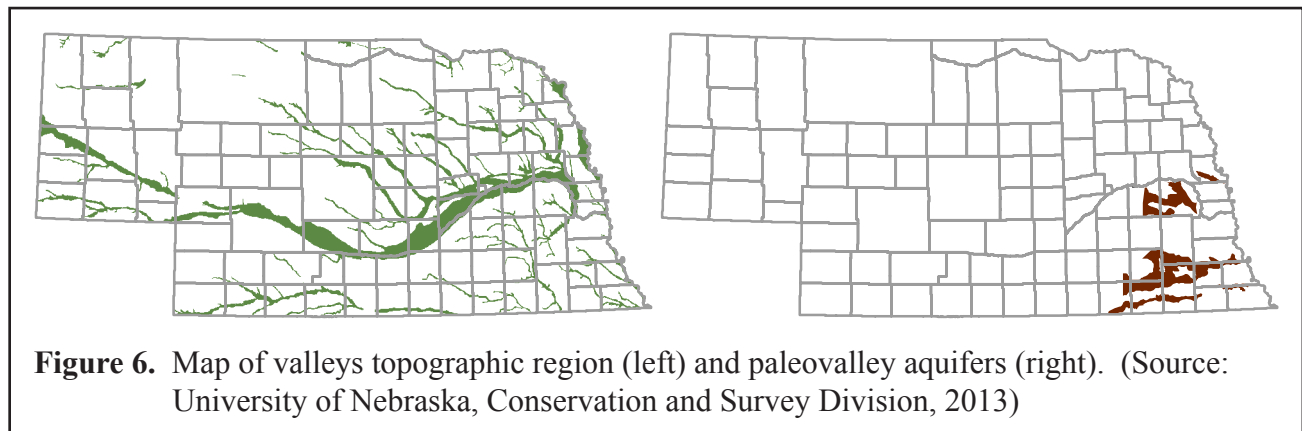 Figure 6. Map of valleys topographic region (left) and paleovalley aquifers (right). (Source:
University of Nebraska, Conservation and Survey Division, 2013)